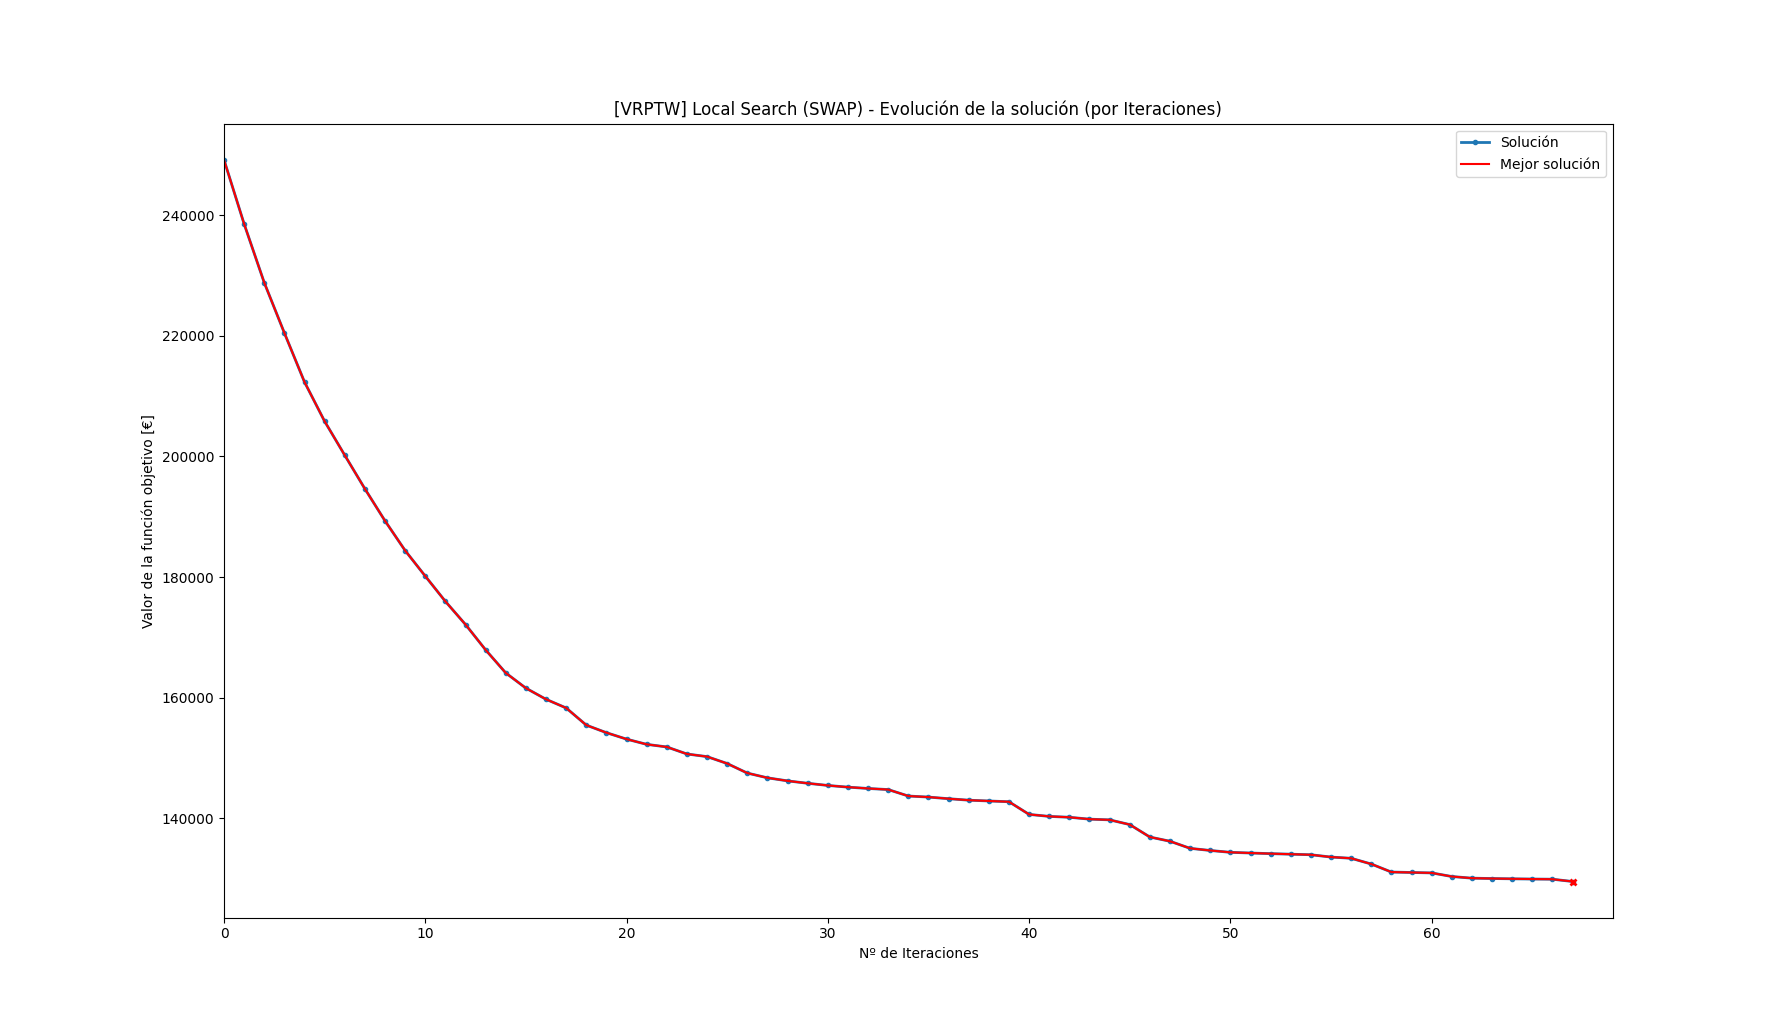 [VRPTW] Local Search (SWAP) - Evolución de la solución (por Iteraciones)
Solución
Mejor solución
Valor de la función objetivo [€]
240000
220000
200000
180000
160000
140000
0 10 20 30 40 50 60
Nº de Iteraciones